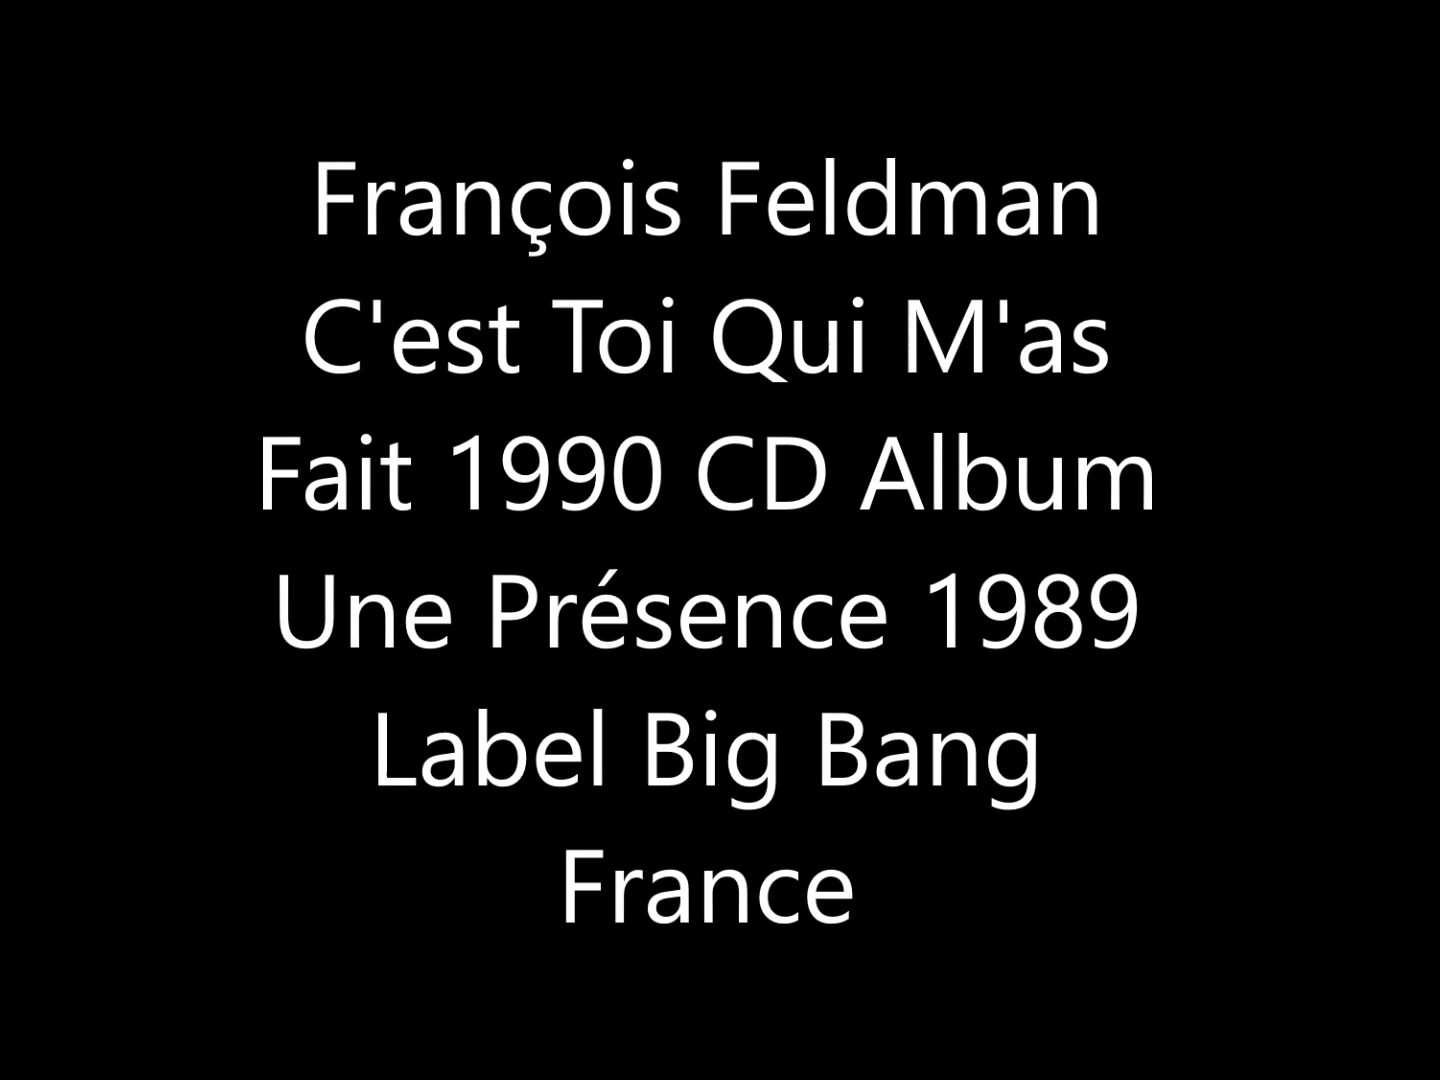 François Feldman
C'est Toi Qui M'as
Fait 1990 CD Album
Une Présence 1989
Label Big Bang
France